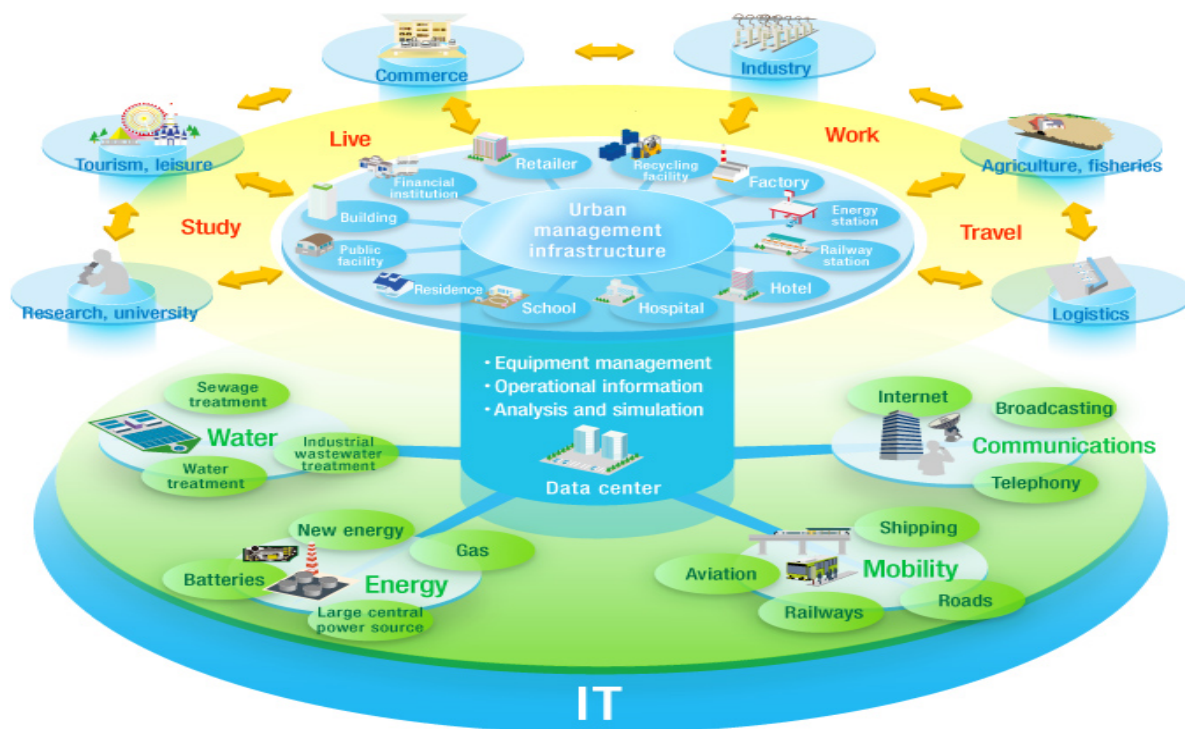 Commerce
Industry
Tourism, leisure
Live
Work
Agriculture, fisheries
Retailer
Recycling
facility
Financial
institution
Factory
Building
Urban
management
infrastructure
Energy
station
Study
Travel
Public
facility
Railway
station
Residence
School
Hospital
Hotel
Research, university
Logistics
• Equipment management
• Operational information
• Analysis and simulation
Data center
Sewage
treatment
Water
Industrial
wastewater
treatment
Water
treatment
Internet
Broadcasting
Communications
Telephony
New energy
Gas
Batteries
Energy
Large central
power source
Shipping
Aviation
Mobility
Railways
Roads
IT